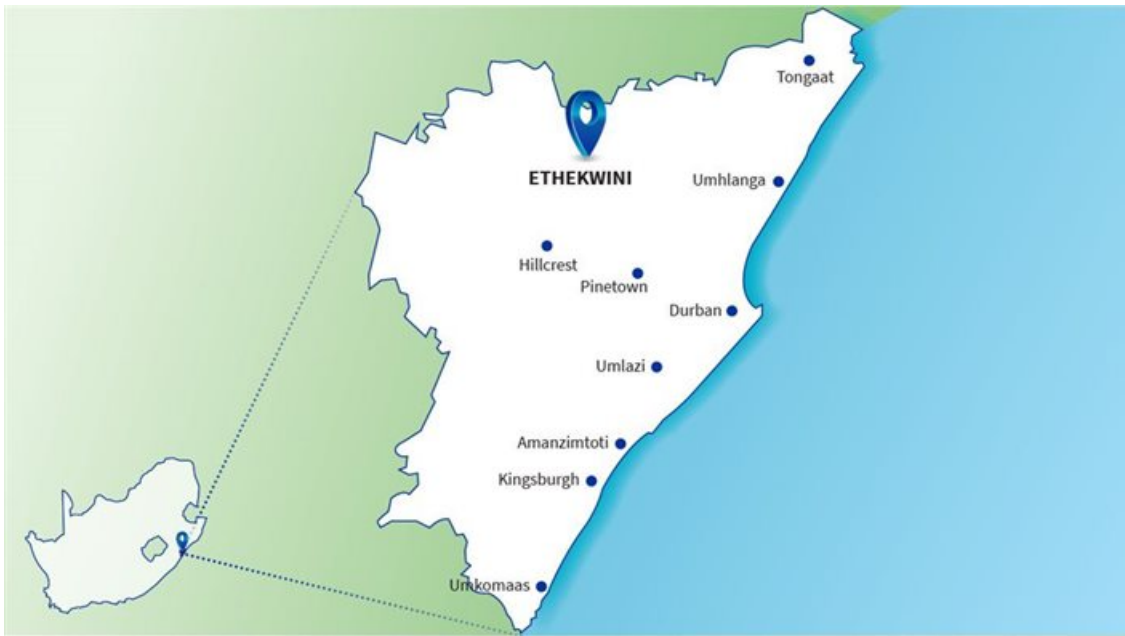 Tongaat
ETHEKWINI
Umhlanga
Hillcrest
Pinetown
Durban
Umlazi
Amanzimtoti
Kingsburgh
Umkomaas